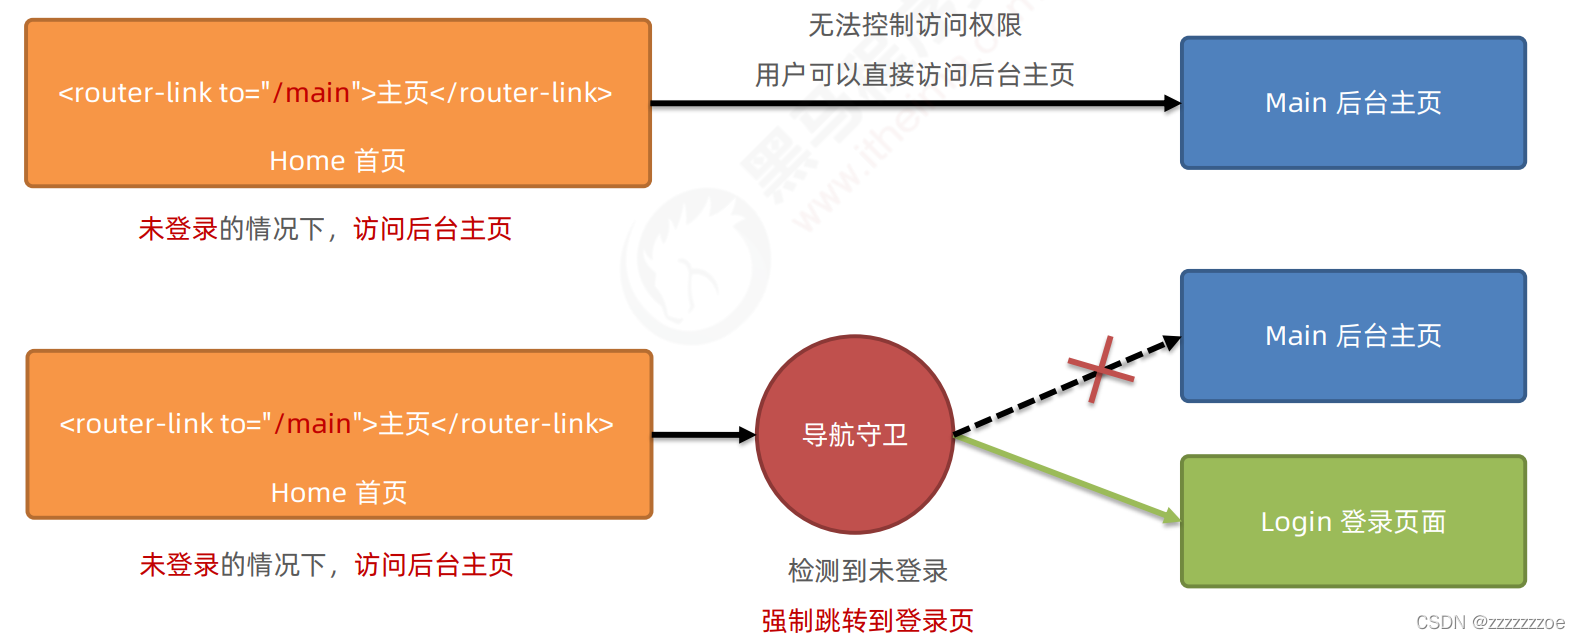 无法控制访问权限
用户可以直接访问后台主页
<router-link to="/main">主页</router-link>
Home 首页
Main 后台主页
未登录的情况下，访问后台主页
黑马
www.itheim
Main 后台主页
<router-link to="/main">主页</router-link>
Home 首页
导航守卫
Login 登录页面
未登录的情况下，访问后台主页
检测到未登录
强制跳转到登录页
CSDN @zzzzzzzoe